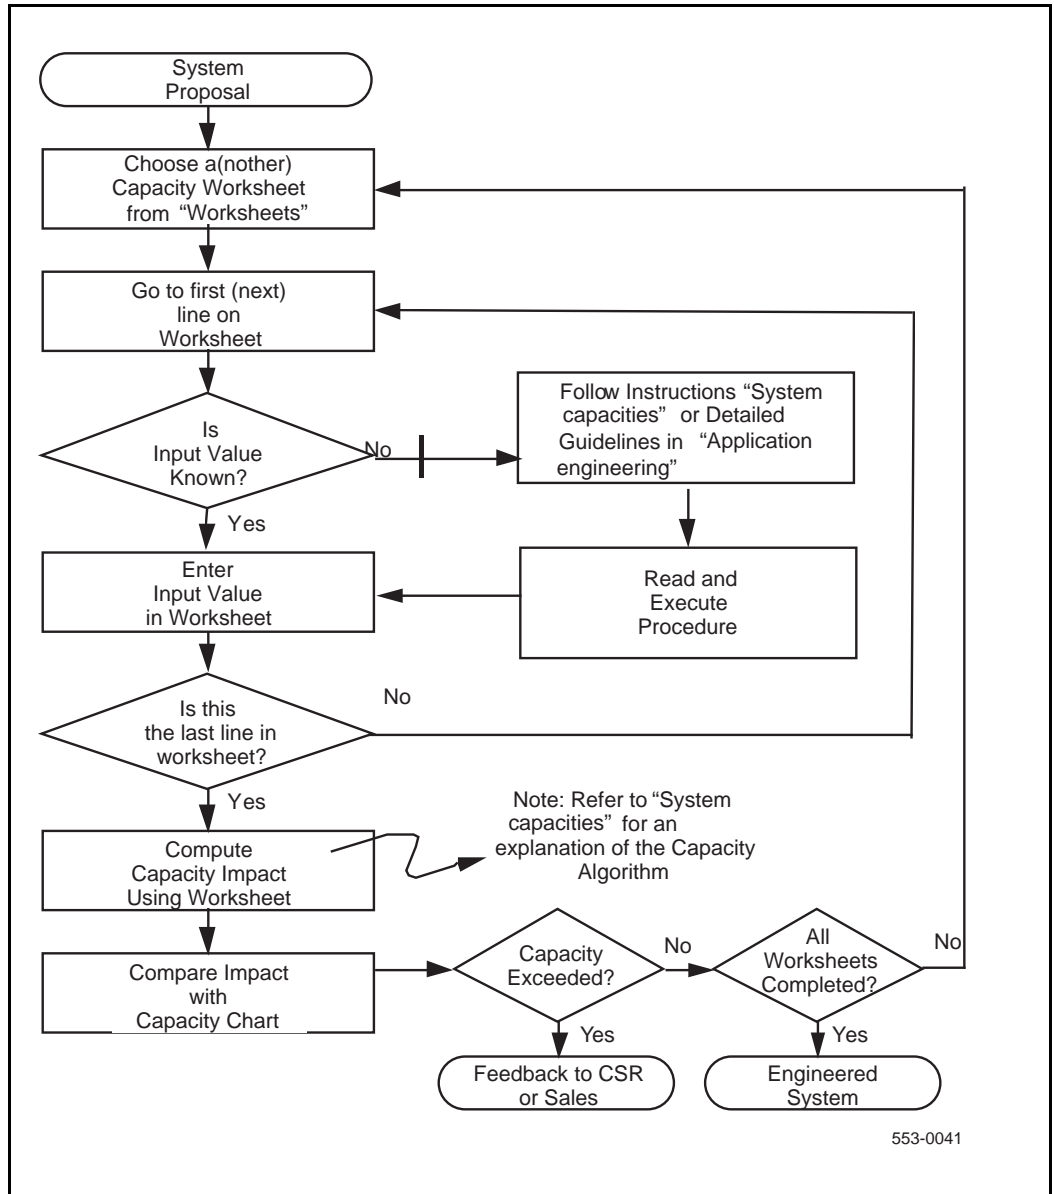 System
Proposal
Choose a(nother)
Capacity Worksheet
from “Worksheets”
Go to first (next)
line on
Worksheet
Is
Input Value
Known?
No
Follow Instructions “System
capacities” or Detailed
Guidelines in “Application
engineering”
Yes
Enter
Input Value
in Worksheet
Read and
Execute
Procedure
Is this
the last line in
worksheet?
No
Yes
Compute
Capacity Impact
Using Worksheet
Note: Refer to “System
capacities” for an
explanation of the Capacity
Algorithm
Compare Impact
with
Capacity Chart
Capacity
Exceeded?
No
All
Worksheets
Completed?
No
Yes
Yes
Feedback to CSR
or Sales
Engineered
System
553-0041